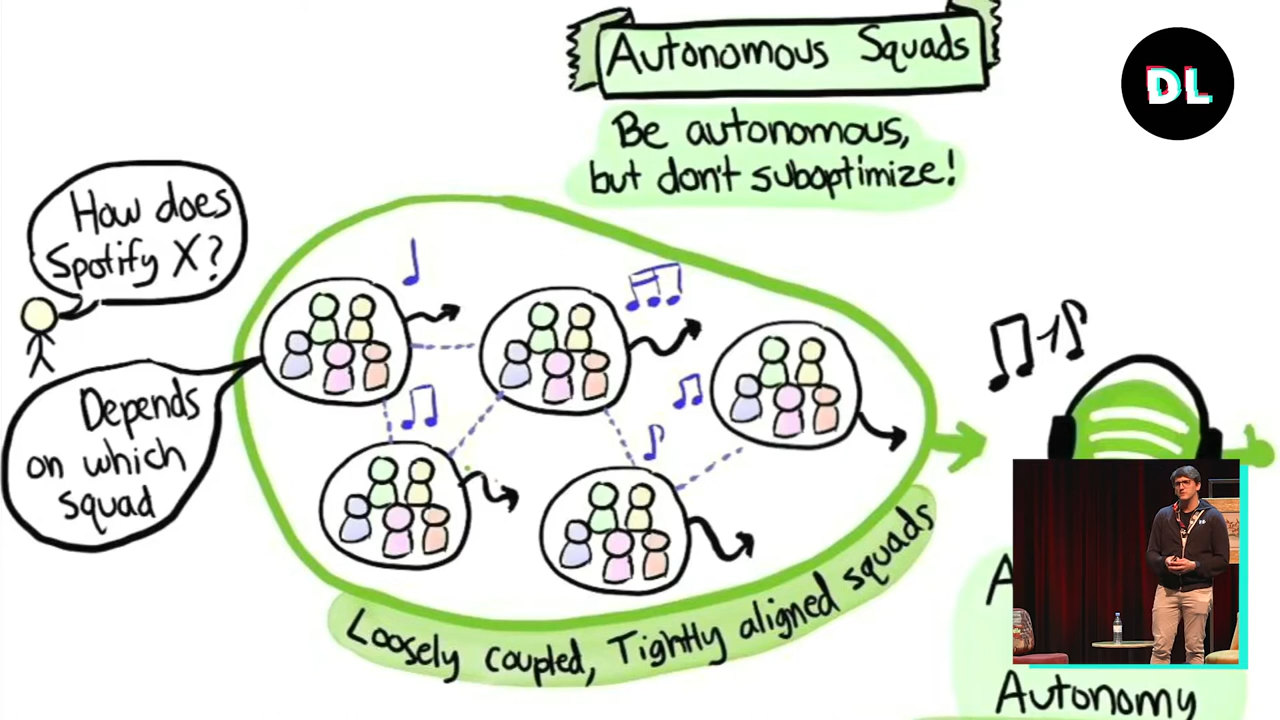 Autonomous Squads
DL
Be autonomous,
but don't suboptimize!
How does
Spotify X?
Depends
on which
squad
Loosely coupled, Tightly aligned squads
A
Autonomy